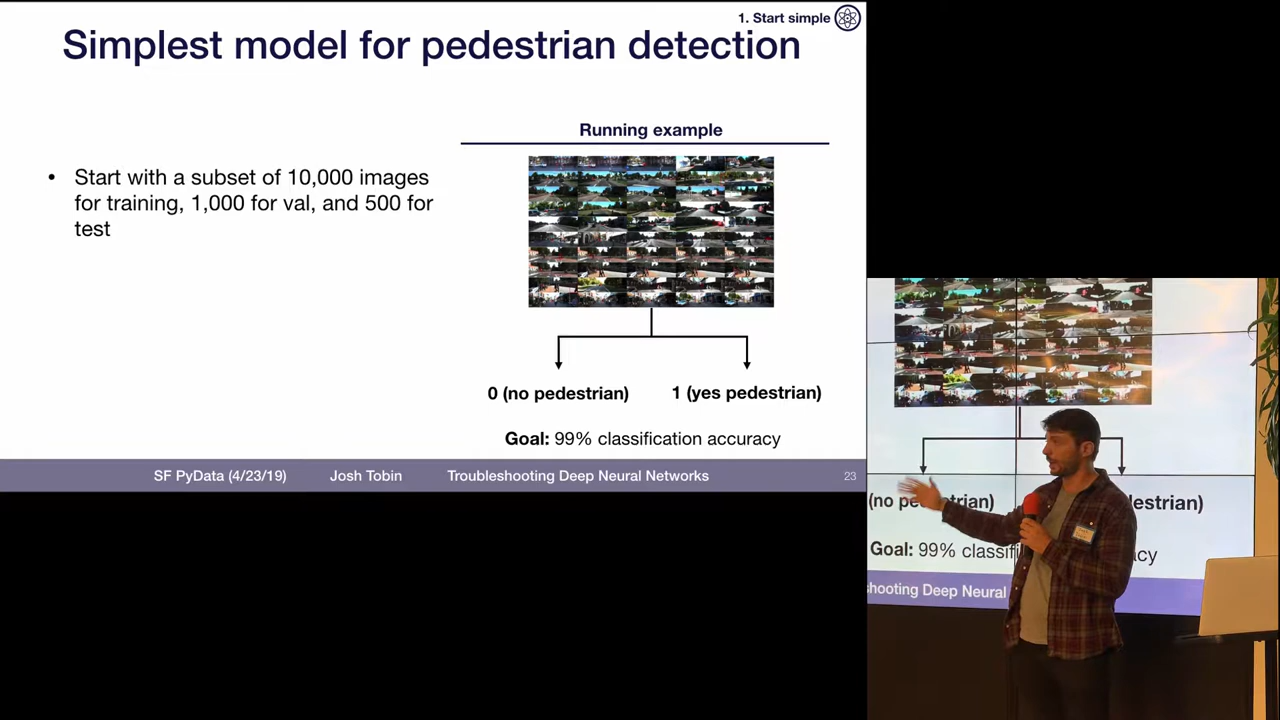 1. Start simple
Simplest model for pedestrian detection
Running example
• Start with a subset of 10,000 images
for training, 1,000 for val, and 500 for
test
0 (no pedestrian)
1 (yes pedestrian)
Goal: 99% classification accuracy
SF PyData (4/23/19)
Josh Tobin
Troubleshooting Deep Neural Networks
23
(no pedestrian)
destrian)
Goal: 99% classifi
acy
shooting Deep Neural